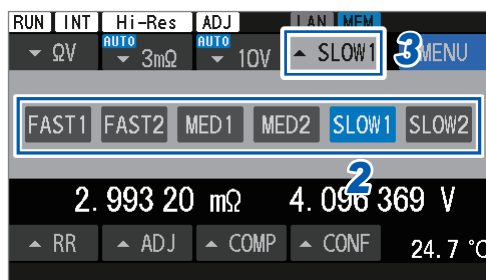 RUN INT Hi-Res ADJ LAN MEM
ΩV AUTO 3mΩ AUTO 10V SLOW1 3 MENU
FAST1 FAST2 MED1 MED2 SLOW1 SLOW2
2
2.993 20 mΩ 4.096 369 V
RR ADJ COMP CONF 24.7 °C